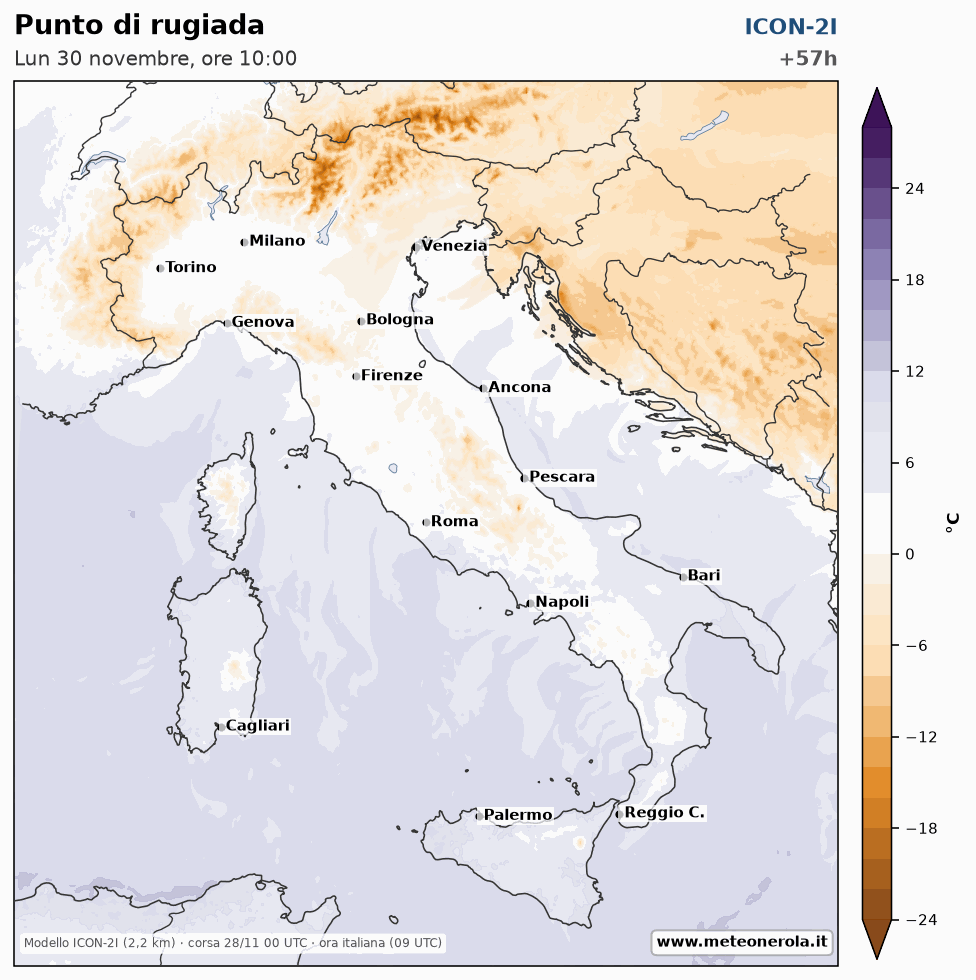 Punto di rugiada
ICON-2I
Lun 30 novembre, ore 10:00
+57h
Milano
Venezia
Torino
Genova
Bologna
Firenze
Ancona
Pescara
Roma
Bari
Napoli
Cagliari
Palermo
Reggio C.
24
18
12
6
0
−6
−12
−18
−24
°C
Modello ICON-2I (2,2 km) · corsa 28/11 00 UTC · ora italiana (09 UTC)
www.meteonerola.it